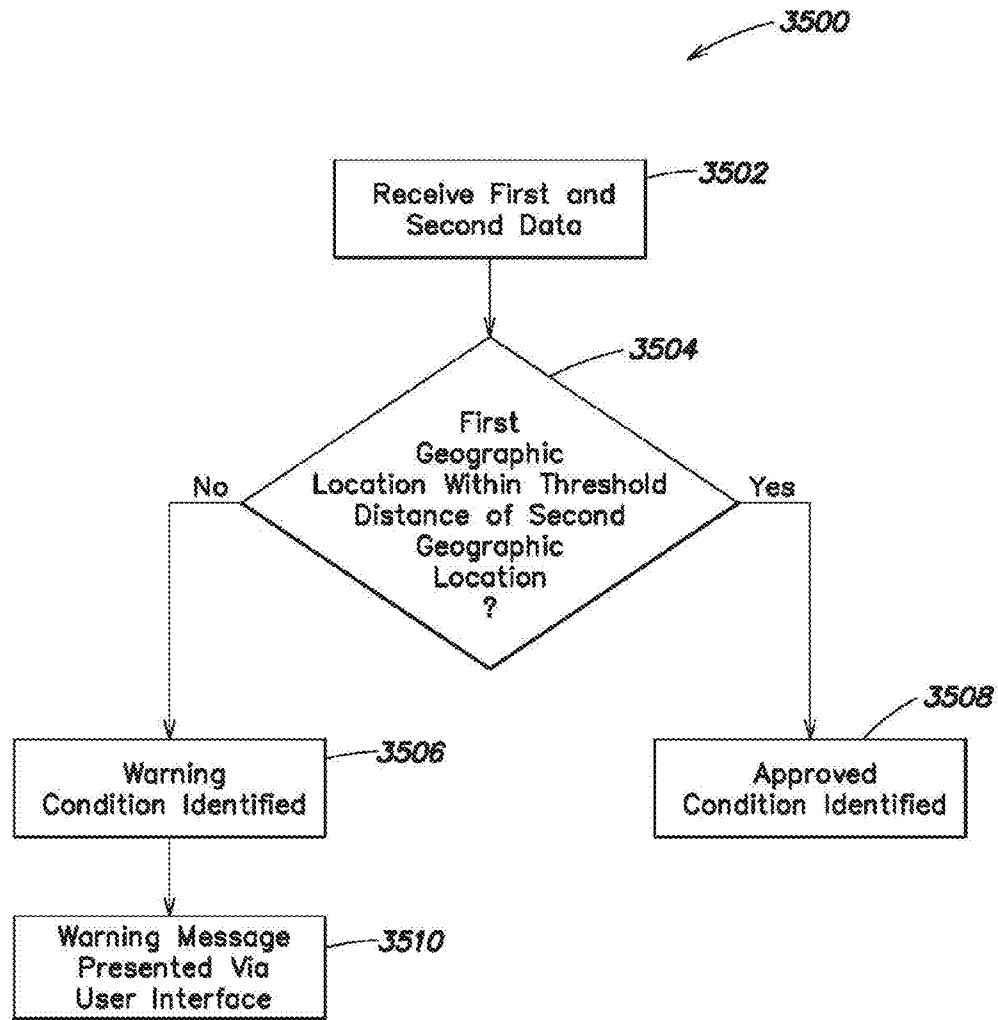 3500
3502
Receive First and
Second Data
3504
First
Geographic
Location Within Threshold
Distance of Second
Geographic
Location
?
No
Yes
3506
Warning
Condition Identified
3508
Approved
Condition Identified
3510
Warning Message
Presented Via
User Interface